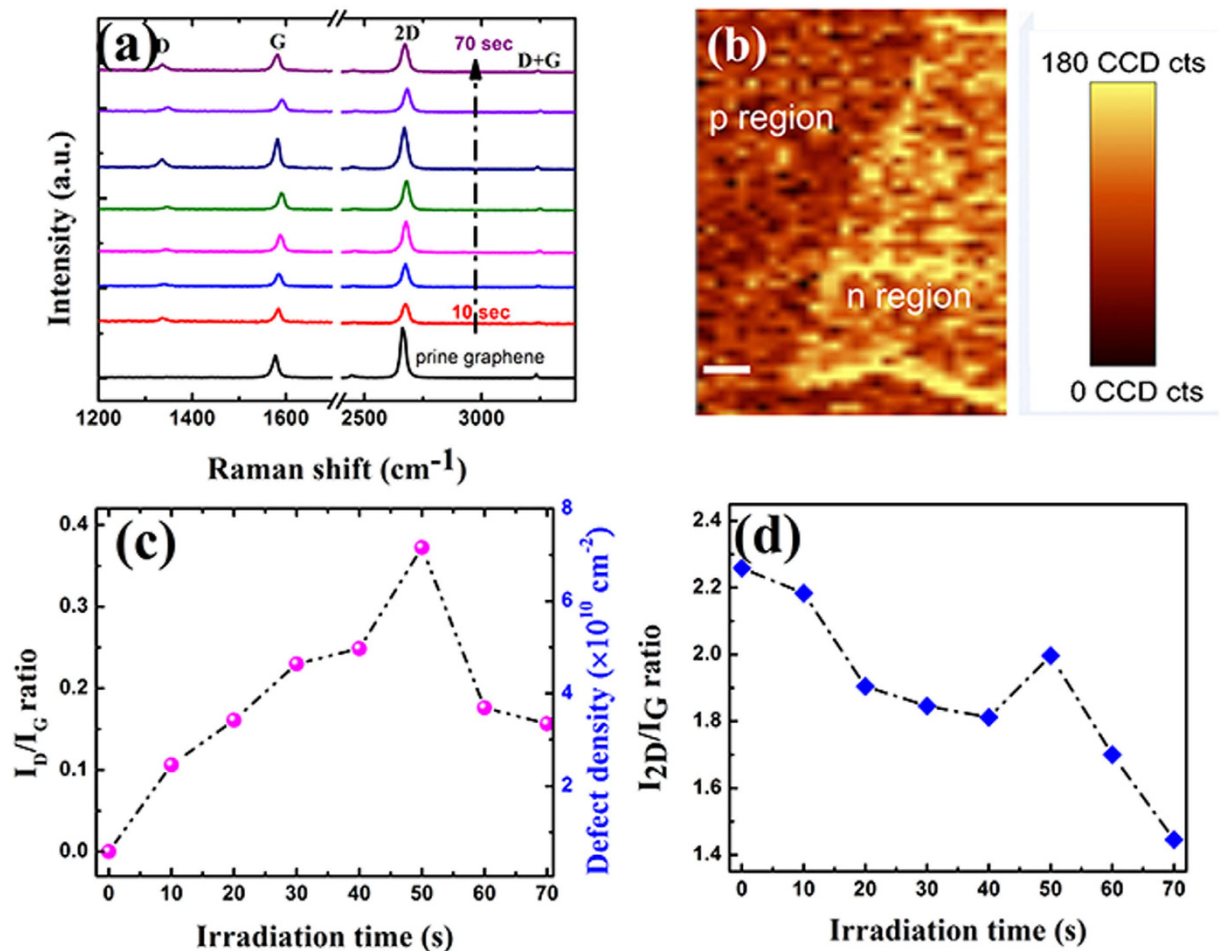 (a)
D
G
2D
70 sec
D+G
10 sec
prine graphene
Intensity (a.u.)
1200 1400 1600 2500 3000
Raman shift (cm⁻¹)
(b)
p region
n region
180 CCD cts
0 CCD cts
(c)
0.4
0.3
0.2
0.1
0.0
I_D/I_G ratio
8
6
4
2
Defect density (×10¹⁰ cm⁻²)
0 10 20 30 40 50 60 70
Irradiation time (s)
(d)
2.4
2.2
2.0
1.8
1.6
1.4
I2D/IG ratio
0 10 20 30 40 50 60 70
Irradiation time (s)